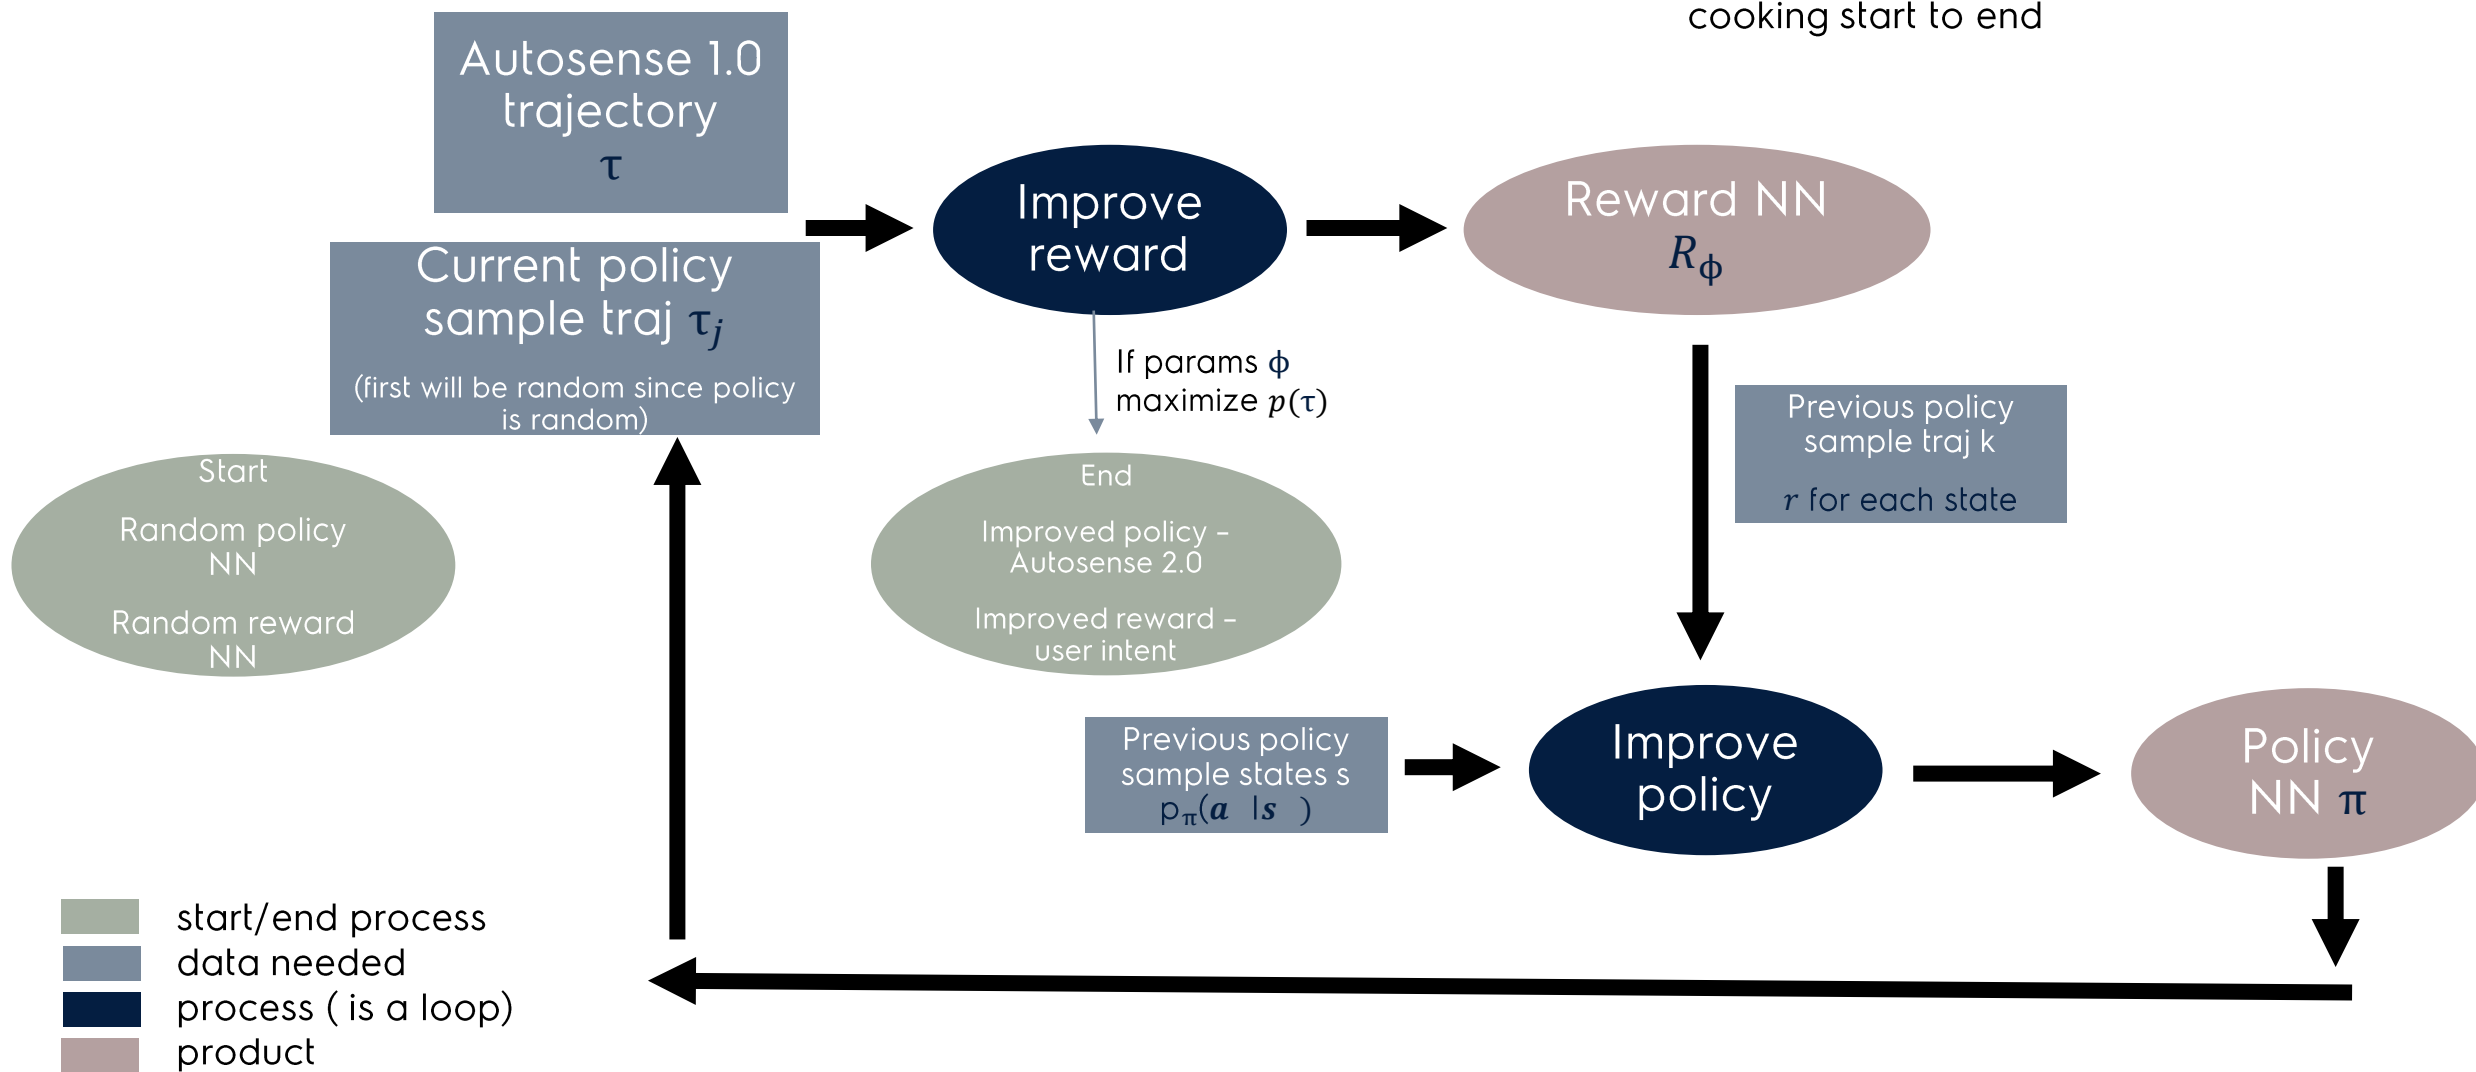 cooking start to end
Autosense 1.0
trajectory
τ
Current policy
sample traj τj
(first will be random since policy
is random)
Improve
reward
Reward NN
Rϕ
If params ϕ
maximize p(τ)
Previous policy
sample traj k
r for each state
Start
Random policy
NN
Random reward
NN
End
Improved policy –
Autosense 2.0
Improved reward –
user intent
Previous policy
sample states s
pπ(a |s )
Improve
policy
Policy
NN π
start/end process
data needed
process ( is a loop)
product